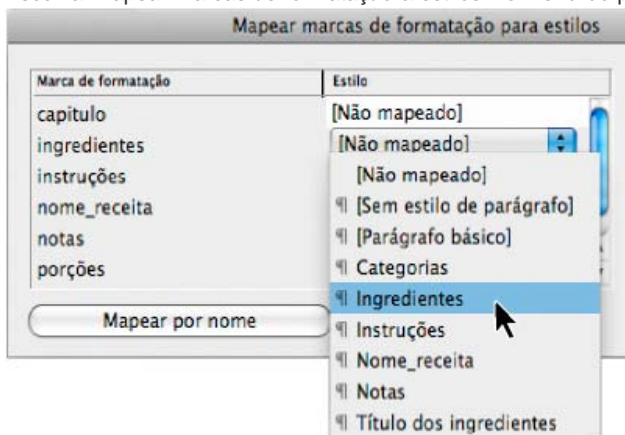 Mapear marcas de formatação para estilos
Marca de formatação Estilo
capitulo [Não mapeado]
ingredientes [Não mapeado]
instruções [Não mapeado]
nome_receita ¶ [Sem estilo de parágrafo]
notas ¶ [Parágrafo básico]
porções ¶ Categorias
¶ Ingredientes
Mapear por nome ¶ Instruções
¶ Nome_receita
¶ Notas
¶ Título dos ingredientes